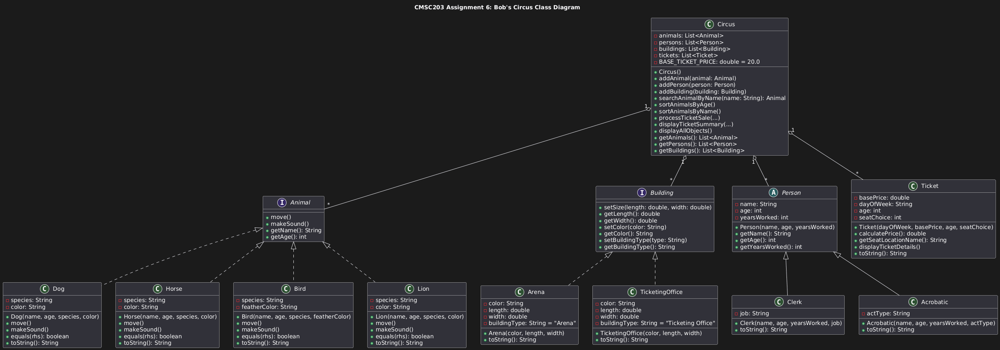 CMSC203 Assignment 6: Bob's Circus Class Diagram
C Circus
animals: List<Animal>
persons: List<Person>
buildings: List<Building>
tickets: List<Ticket>
BASE_TICKET_PRICE: double = 20.0
Circus()
addAnimal(animal: Animal)
addPerson(person: Person)
addBuilding(building: Building)
searchAnimalByName(name: String): Animal
sortAnimalsByAge()
sortAnimalsByName()
processTicketSale(...)
displayTicketSummary(...)
displayAllObjects()
getAnimals(): List<Animal>
getPersons(): List<Person>
getBuildings(): List<Building>
1
1
1
1
*
*
*
*
I Animal
move()
makeSound()
getName(): String
getAge(): int
I Building
setSize(length: double, width: double)
getLength(): double
getWidth(): double
setColor(color: String)
getColor(): String
setBuildingType(type: String)
getBuildingType(): String
A Person
name: String
age: int
yearsWorked: int
Person(name, age, yearsWorked)
getName(): String
getAge(): int
getYearsWorked(): int
C Ticket
basePrice: double
dayOfWeek: String
age: int
seatChoice: int
Ticket(dayOfWeek, basePrice, age, seatChoice)
calculatePrice(): double
getSeatLocationName(): String
displayTicketDetails()
toString(): String
C Dog
species: String
color: String
Dog(name, age, species, color)
move()
makeSound()
equals(rhs): boolean
toString(): String
C Horse
species: String
color: String
Horse(name, age, species, color)
move()
makeSound()
equals(rhs): boolean
toString(): String
C Bird
species: String
featherColor: String
Bird(name, age, species, featherColor)
move()
makeSound()
equals(rhs): boolean
toString(): String
C Lion
species: String
color: String
Lion(name, age, species, color)
move()
makeSound()
equals(rhs): boolean
toString(): String
C Arena
color: String
length: double
width: double
buildingType: String = "Arena"
Arena(color, length, width)
toString(): String
C TicketingOffice
color: String
length: double
width: double
buildingType: String = "Ticketing Office"
TicketingOffice(color, length, width)
toString(): String
C Clerk
job: String
Clerk(name, age, yearsWorked, job)
toString(): String
C Acrobatic
actType: String
Acrobatic(name, age, yearsWorked, actType)
toString(): String